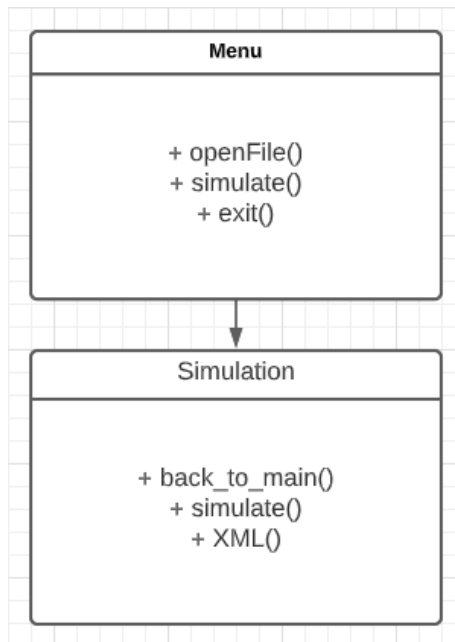 Menu
+ openFile()
+ simulate()
+ exit()
Simulation
+ back_to_main()
+ simulate()
+ XML()